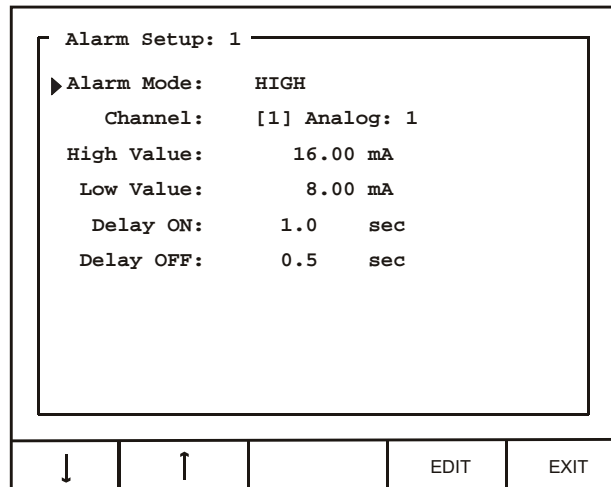 Alarm Setup: 1
Alarm Mode: HIGH
Channel: [1] Analog: 1
High Value: 16.00 mA
Low Value: 8.00 mA
Delay ON: 1.0 sec
Delay OFF: 0.5 sec
↓ ↑ EDIT EXIT